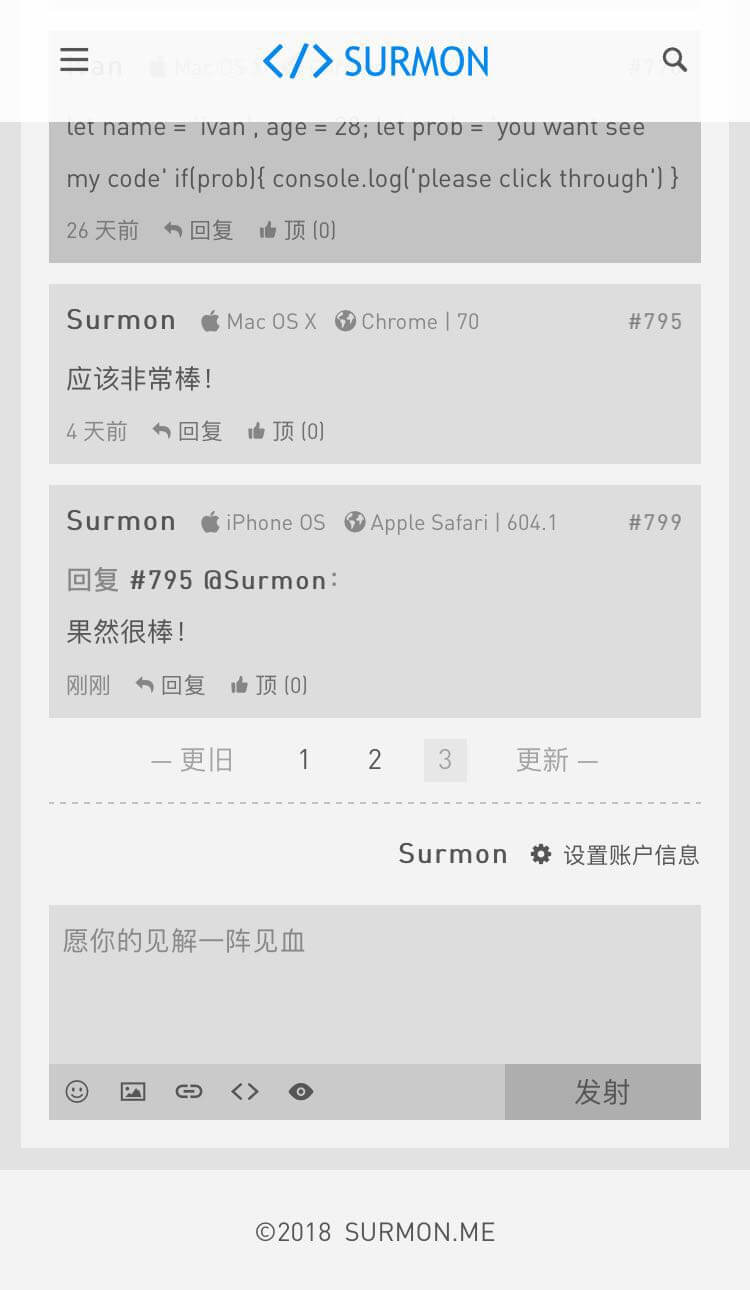 </> SURMON
Ivan Mac OS X
let name = 'Ivan', age = 28; let prob = 'you want see
my code' if(prob){ console.log('please click through') }
26 天前 回复 顶 (0)
Surmon Mac OS X Chrome | 70 #795
应该非常棒！
4 天前 回复 顶 (0)
Surmon iPhone OS Apple Safari | 604.1 #799
回复 #795 @Surmon：
果然很棒！
刚刚 回复 顶 (0)
— 更旧 1 2 3 更新 —
Surmon 设置账户信息
愿你的见解一阵见血
发射
©2018 SURMON.ME